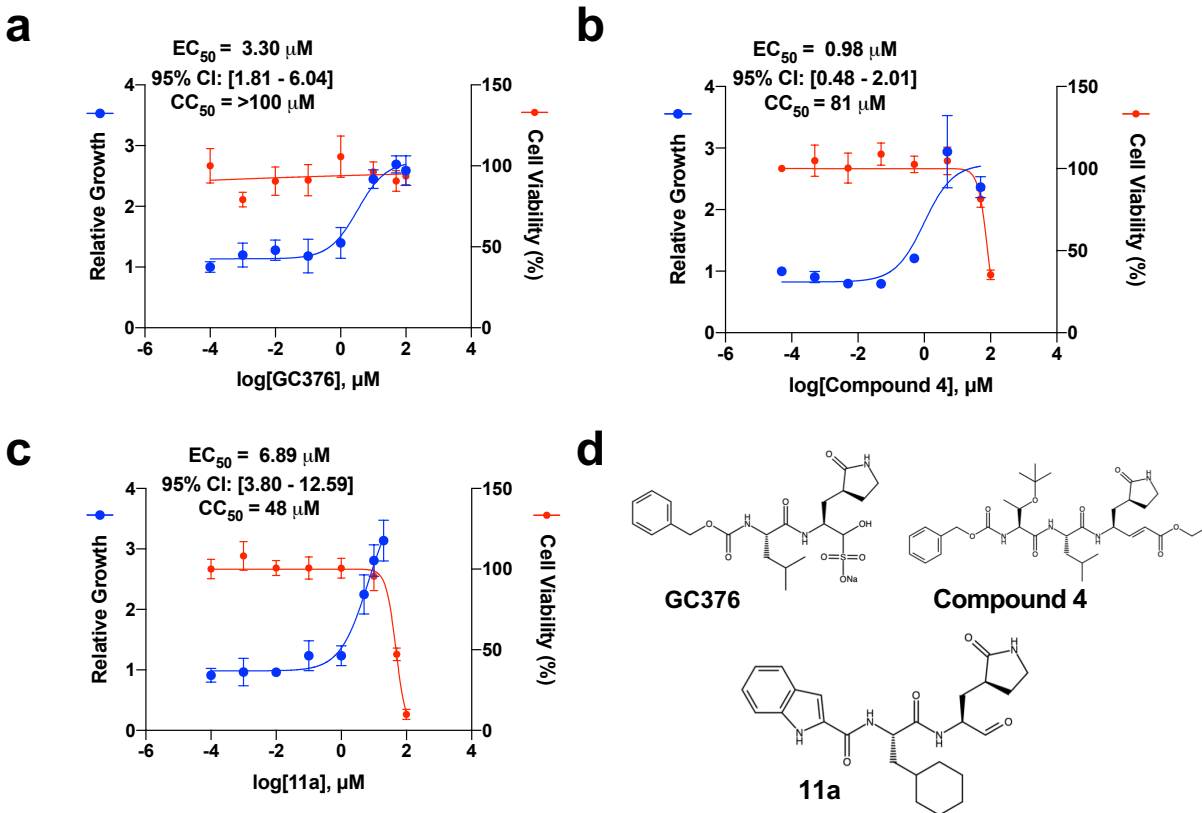 a
EC50 = 3.30 μM
95% CI: [1.81 - 6.04]
CC50 = >100 μM
Relative Growth
Cell Viability (%)
4
3
2
1
0
150
100
50
0
-6
-4
-2
0
2
4
log[GC376], μM
b
EC50 = 0.98 μM
95% CI: [0.48 - 2.01]
CC50 = 81 μM
Relative Growth
Cell Viability (%)
4
3
2
1
0
150
100
50
0
-6
-4
-2
0
2
4
log[Compound 4], μM
c
EC50 = 6.89 μM
95% CI: [3.80 - 12.59]
CC50 = 48 μM
Relative Growth
Cell Viability (%)
4
3
2
1
0
150
100
50
0
-6
-4
-2
0
2
4
log[11a], μM
d
O
NH
O
H
N
O
O
N
H
OH
O
S
O
ONa
GC376
O
NH
O
O
H
N
O
O
N
H
O
N
H
O
O
Compound 4
O
NH
H
N
O
N
H
O
N
H
O
O
11a